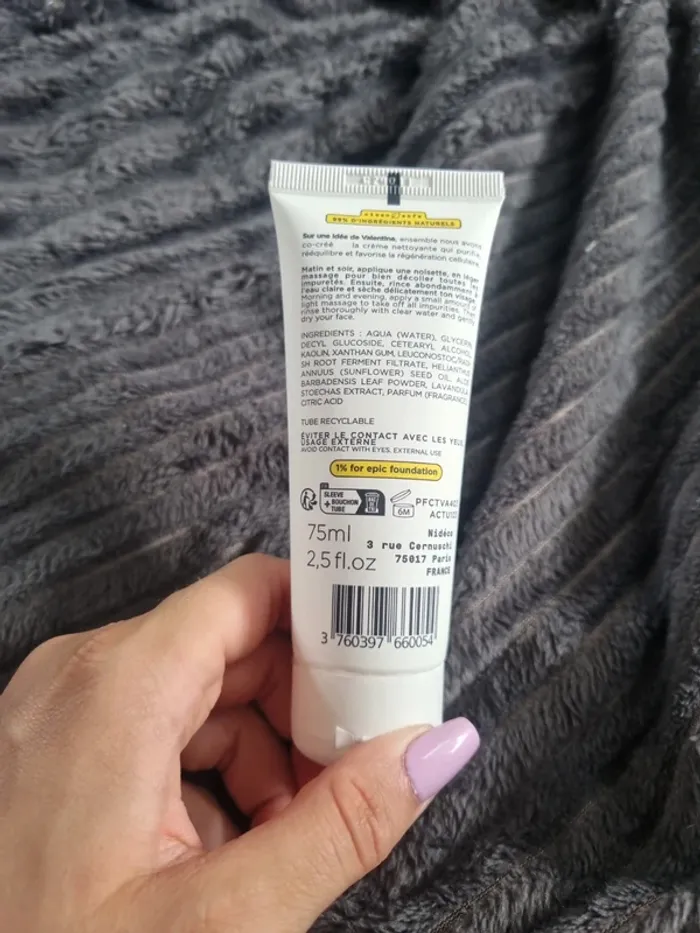 clean & safe
99% D'INGRÉDIENTS NATURELS
Sur une idée de Valentine, ensemble nous avons
co-créé la crème nettoyante qui purifie,
rééquilibre et favorise la régénération cellulaire.
Matin et soir, applique une noisette, en léger
massage pour bien décoller toutes les
impuretés. Ensuite, rince abondamment à
l'eau claire et sèche délicatement ton visage.
Morning and evening, apply a small amount
light massage to take off all impurities. Then
rinse thoroughly with clear water and gently
dry your face.
INGREDIENTS : AQUA (WATER), GLYCERIN,
DECYL GLUCOSIDE, CETEARYL ALCOHOL,
KAOLIN, XANTHAN GUM, LEUCONOSTOC/RADI-
SH ROOT FERMENT FILTRATE, HELIANTHUS
ANNUUS (SUNFLOWER) SEED OIL, ALOE
BARBADENSIS LEAF POWDER, LAVANDULA
STOECHAS EXTRACT, PARFUM (FRAGRANCE),
CITRIC ACID
TUBE RECYCLABLE
ÉVITER LE CONTACT AVEC LES YEUX.
USAGE EXTERNE
AVOID CONTACT WITH EYES. EXTERNAL USE
1% for epic foundation
SLEEVE
+ BOUCHON
TUBE
6M
75ml
2,5 fl.oz
Nidéco
3 rue Cernuschi
75017 Paris
FRANCE
3 760397 660054